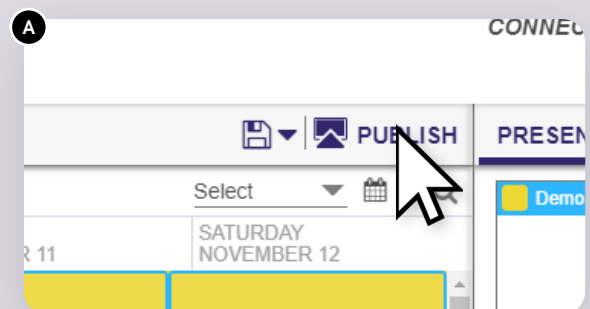 A
CONNEC
PUBLISH
PRESEN
Select
Demo
R 11
SATURDAY
NOVEMBER 12